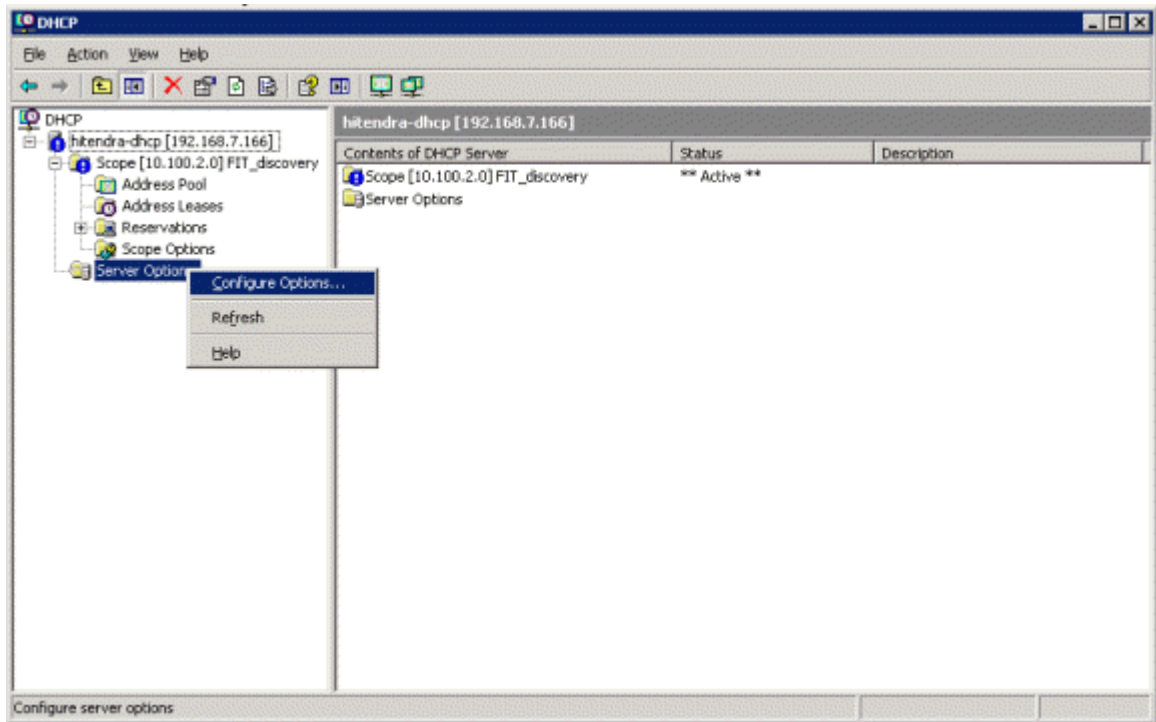 DHCP
File Action View Help
DHCP
hitendra-dhcp [192.168.7.166]
Scope [10.100.2.0] FIT_discovery
Address Pool
Address Leases
Reservations
Scope Options
Server Option
Configure Options...
Refresh
Help
hitendra-dhcp [192.168.7.166]
Contents of DHCP Server Status Description
Scope [10.100.2.0] FIT_discovery ** Active **
Server Options
Configure server options